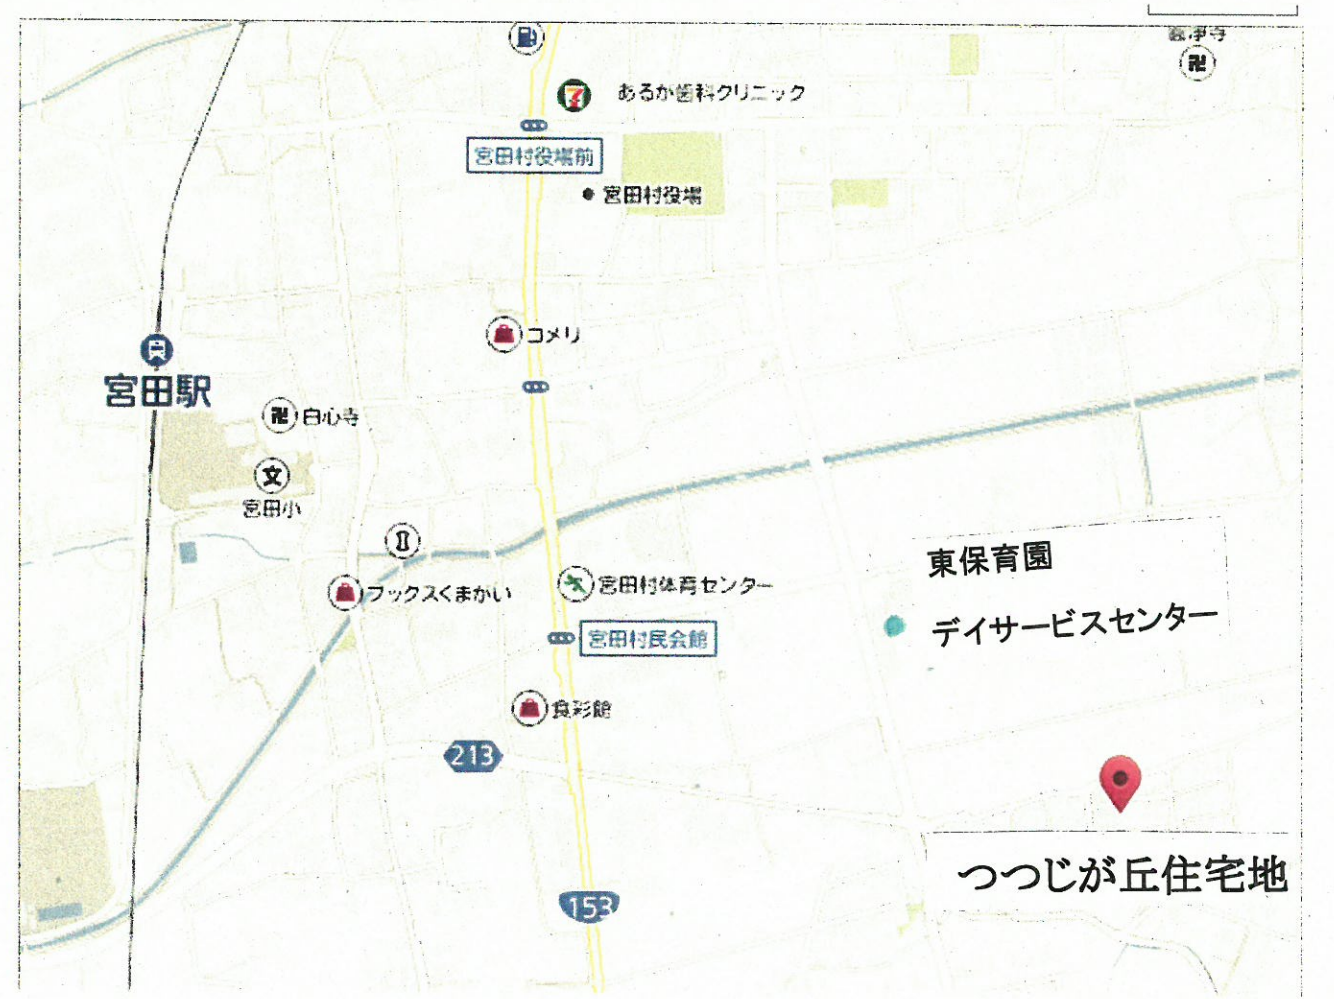 あるが歯科クリニック
宮田村役場前
宮田村役場
コメリ
宮田駅
白心寺
文
宮田小
ブックスくまかい
宮田村体育センター
宮田村民会館
東保育園
デイサービスセンター
食彩館
213
つつじが丘住宅地
153